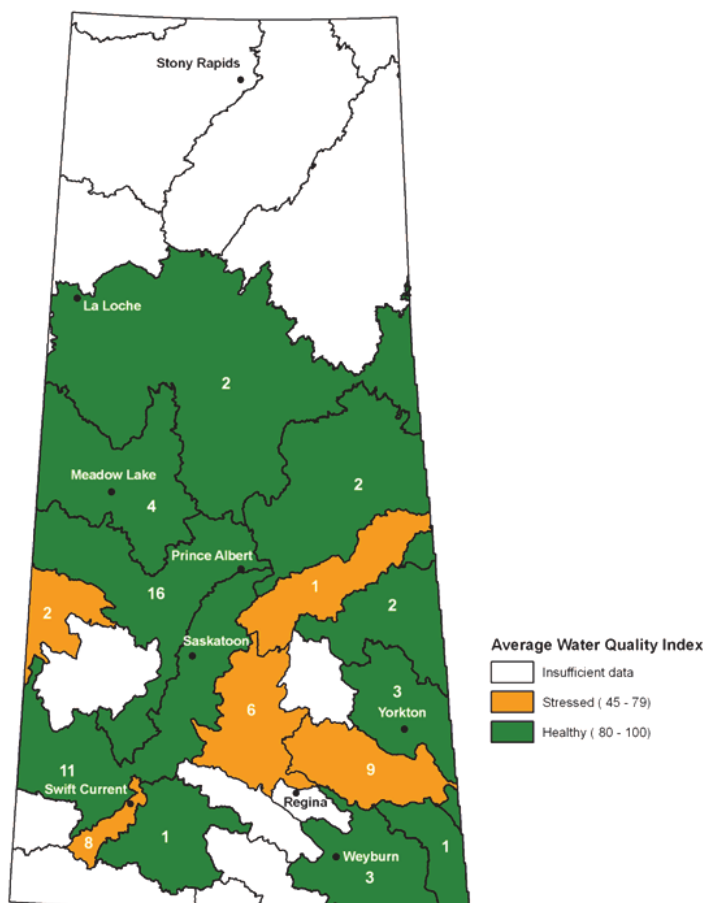 Stony Rapids
La Loche
2
Meadow Lake
4
2
Prince Albert
16
1
2
2
Saskatoon
3
Yorkton
6
9
11
Swift Current
Regina
8
1
1
Weyburn
3
Average Water Quality Index
Insufficient data
Stressed ( 45 - 79)
Healthy ( 80 - 100)